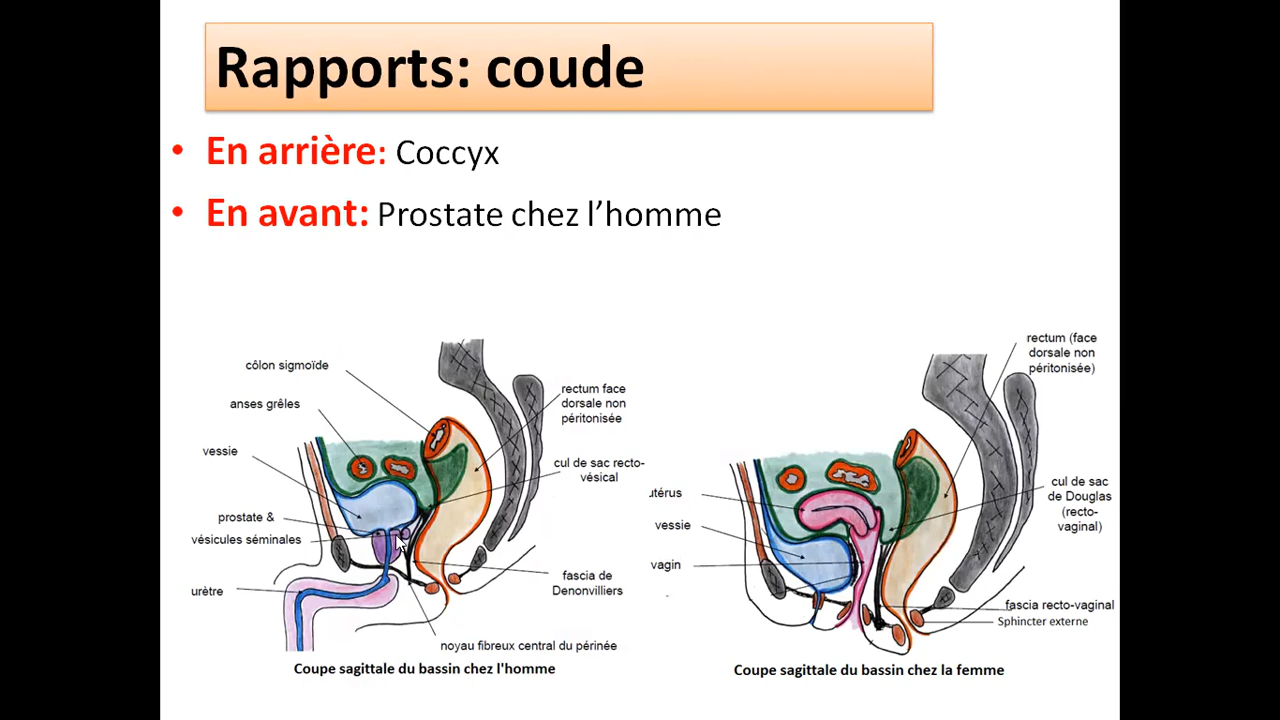 Rapports: coude
• En arrière: Coccyx
• En avant: Prostate chez l’homme
côlon sigmoïde
anses grêles
vessie
prostate &
vésicules séminales
urètre
rectum face
dorsale non
péritonisée
cul de sac recto-
vésical
fascia de
Denonvilliers
noyau fibreux central du périnée
Coupe sagittale du bassin chez l'homme
rectum (face
dorsale non
péritonisée)
utérus
vessie
vagin
cul de sac
de Douglas
(recto-
vaginal)
fascia recto-vaginal
Sphincter externe
Coupe sagittale du bassin chez la femme